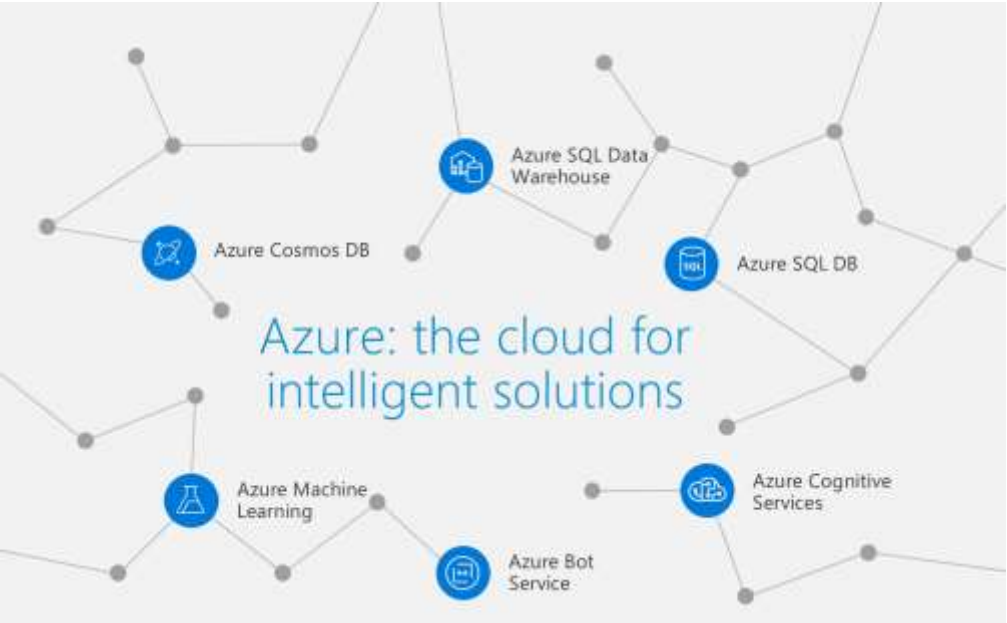 Azure SQL Data
Warehouse
Azure Cosmos DB
SQL
Azure SQL DB
Azure: the cloud for
intelligent solutions
Azure Machine
Learning
Azure Cognitive
Services
Azure Bot
Service